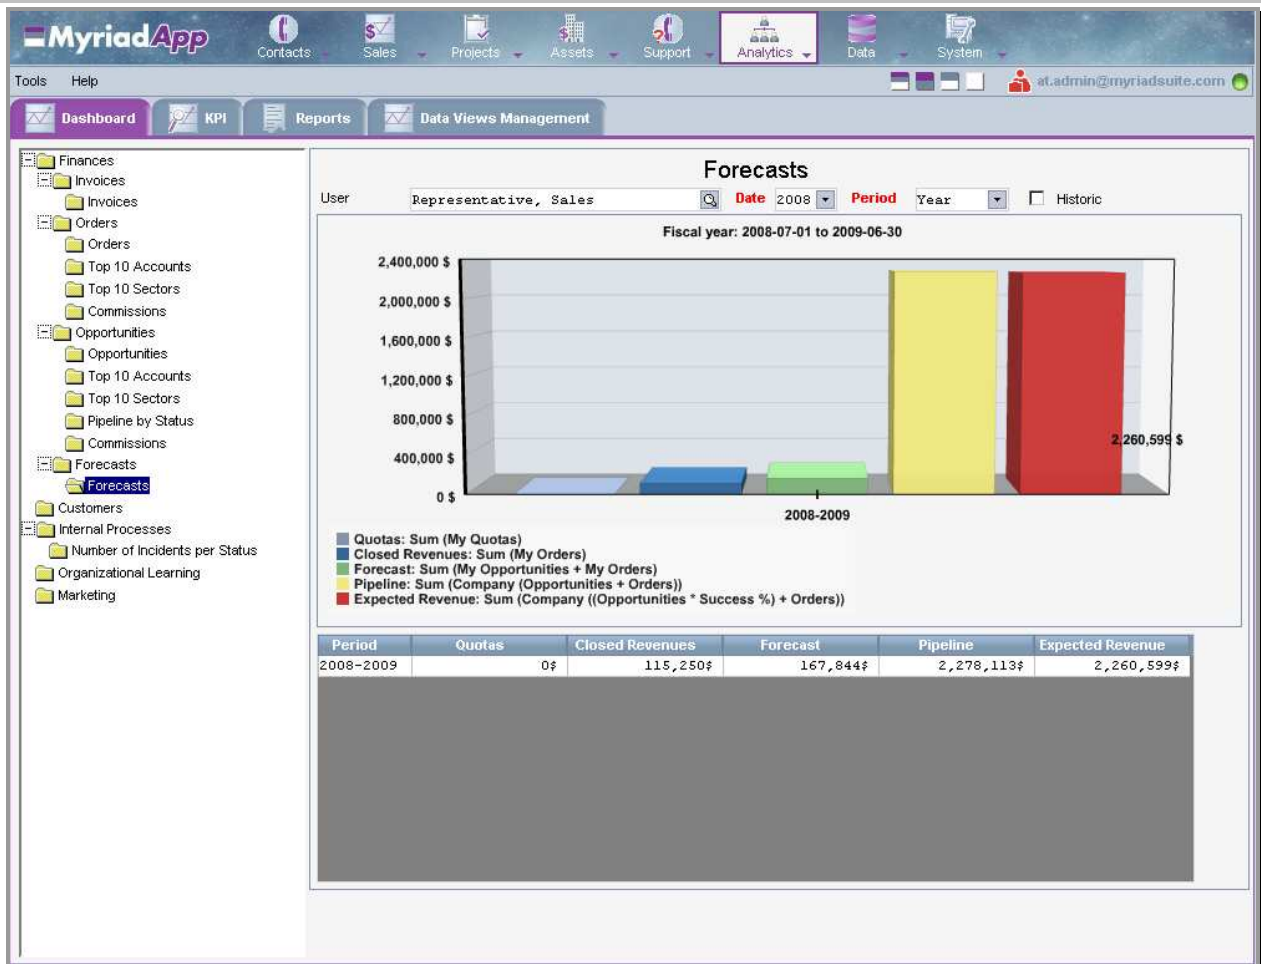 MyriadApp
Contacts Sales Projects Assets Support Analytics Data System
Tools Help at.admin@myriadsuite.com
Dashboard KPI Reports Data Views Management
Finances
Invoices
Invoices
Orders
Orders
Top 10 Accounts
Top 10 Sectors
Commissions
Opportunities
Opportunities
Top 10 Accounts
Top 10 Sectors
Pipeline by Status
Commissions
Forecasts
Forecasts
Customers
Internal Processes
Number of Incidents per Status
Organizational Learning
Marketing
Forecasts
User Representative, Sales Date 2008 Period Year Historic
Fiscal year: 2008-07-01 to 2009-06-30
2,400,000 $
2,000,000 $
1,600,000 $
1,200,000 $
800,000 $
2,260,599 $
400,000 $
0 $
2008-2009
Quotas: Sum (My Quotas)
Closed Revenues: Sum (My Orders)
Forecast: Sum (My Opportunities + My Orders)
Pipeline: Sum (Company (Opportunities + Orders))
Expected Revenue: Sum (Company ((Opportunities * Success %) + Orders))
Period Quotas Closed Revenues Forecast Pipeline Expected Revenue
2008-2009 0$ 115,250$ 167,844$ 2,278,113$ 2,260,599$